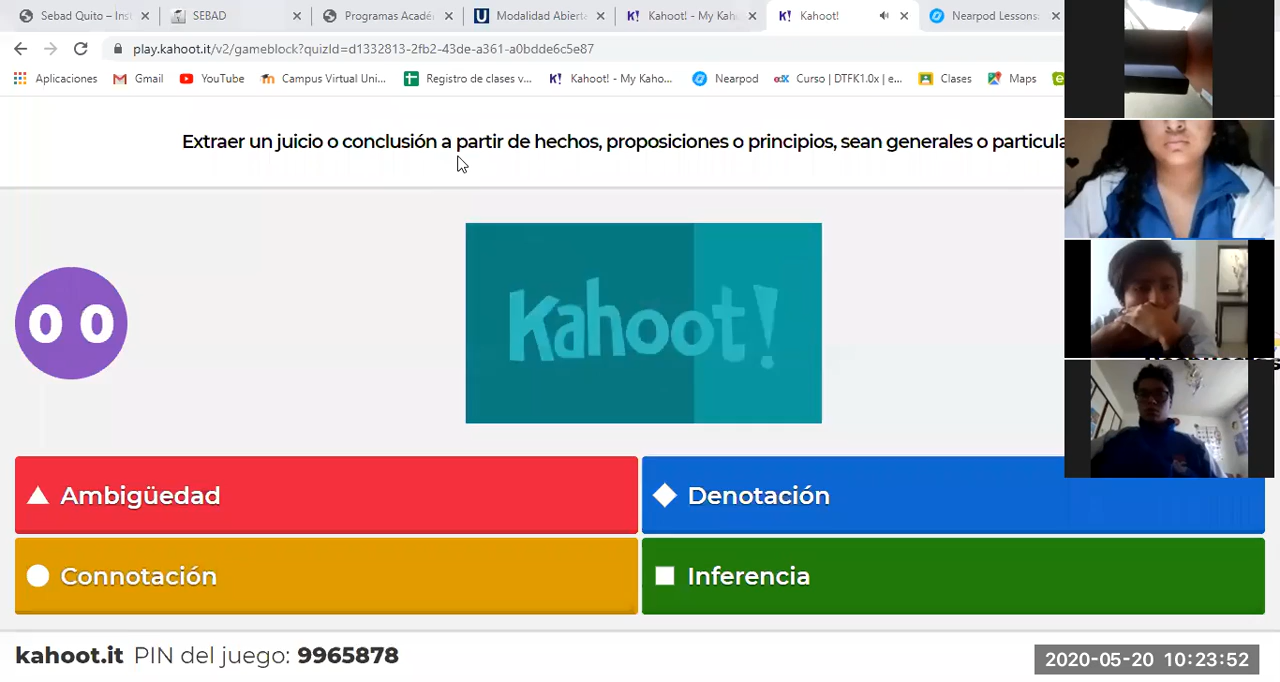 Sebad Quito – Inst
SEBAD
Programas Acadé
Modalidad Abierta
Kahoot! - My Kah
Kahoot!
Nearpod Lessons:
play.kahoot.it/v2/gameblock?quizId=d1332813-2fb2-43de-a361-a0bdde6c5e87
Aplicaciones
Gmail
YouTube
Campus Virtual Uni...
Registro de clases v...
Kahoot! - My Kaho...
Nearpod
Curso | DTFK1.0x | e...
Clases
Maps
Extraer un juicio o conclusión a partir de hechos, proposiciones o principios, sean generales o particula
00
Kahoot!
Ambigüedad
Denotación
Connotación
Inferencia
kahoot.it PIN del juego: 9965878
2020-05-20 10:23:52